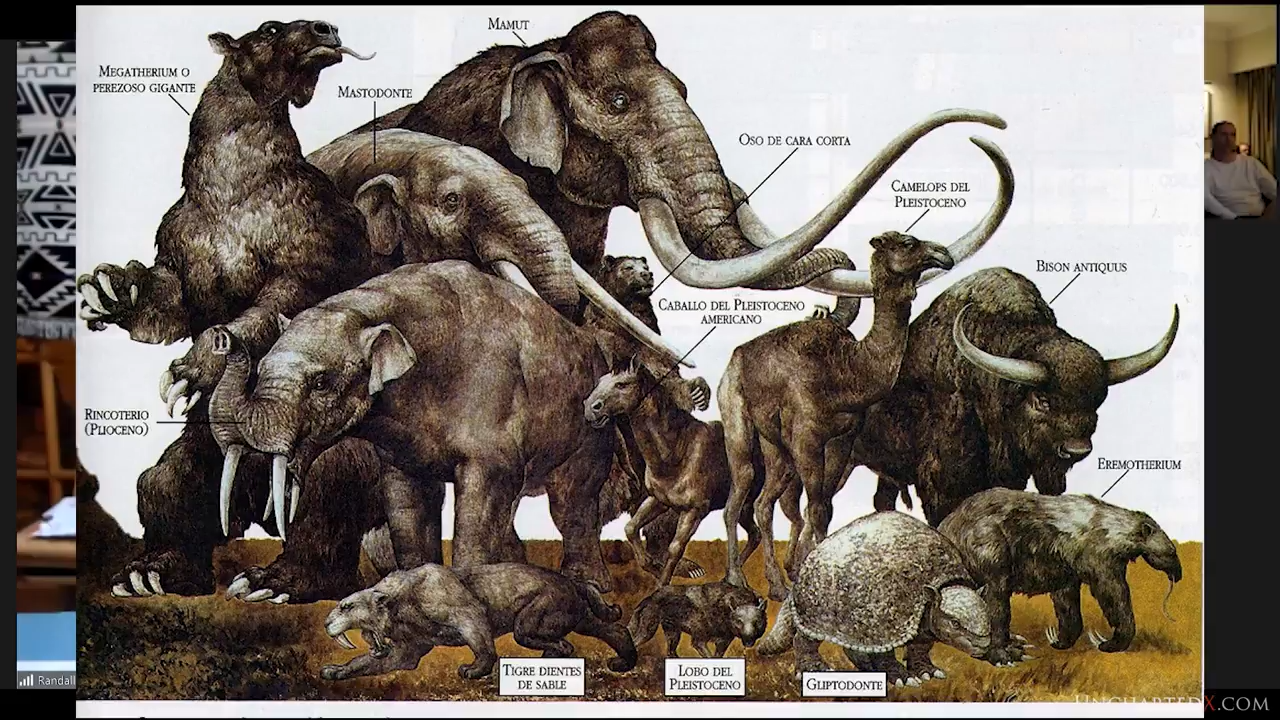 MAMUT
MEGATHERIUM O
PEREZOSO GIGANTE
MASTODONTE
OSO DE CARA CORTA
CAMELOPS DEL
PLEISTOCENO
BISON ANTIQUUS
CABALLO DEL PLEISTOCENO
AMERICANO
RINCOTERIO
(PLIOCENO)
EREMOTHERIUM
TIGRE DIENTES
DE SABLE
LOBO DEL
PLEISTOCENO
GLIPTODONTE
Randall
UNCHARTEDX.COM